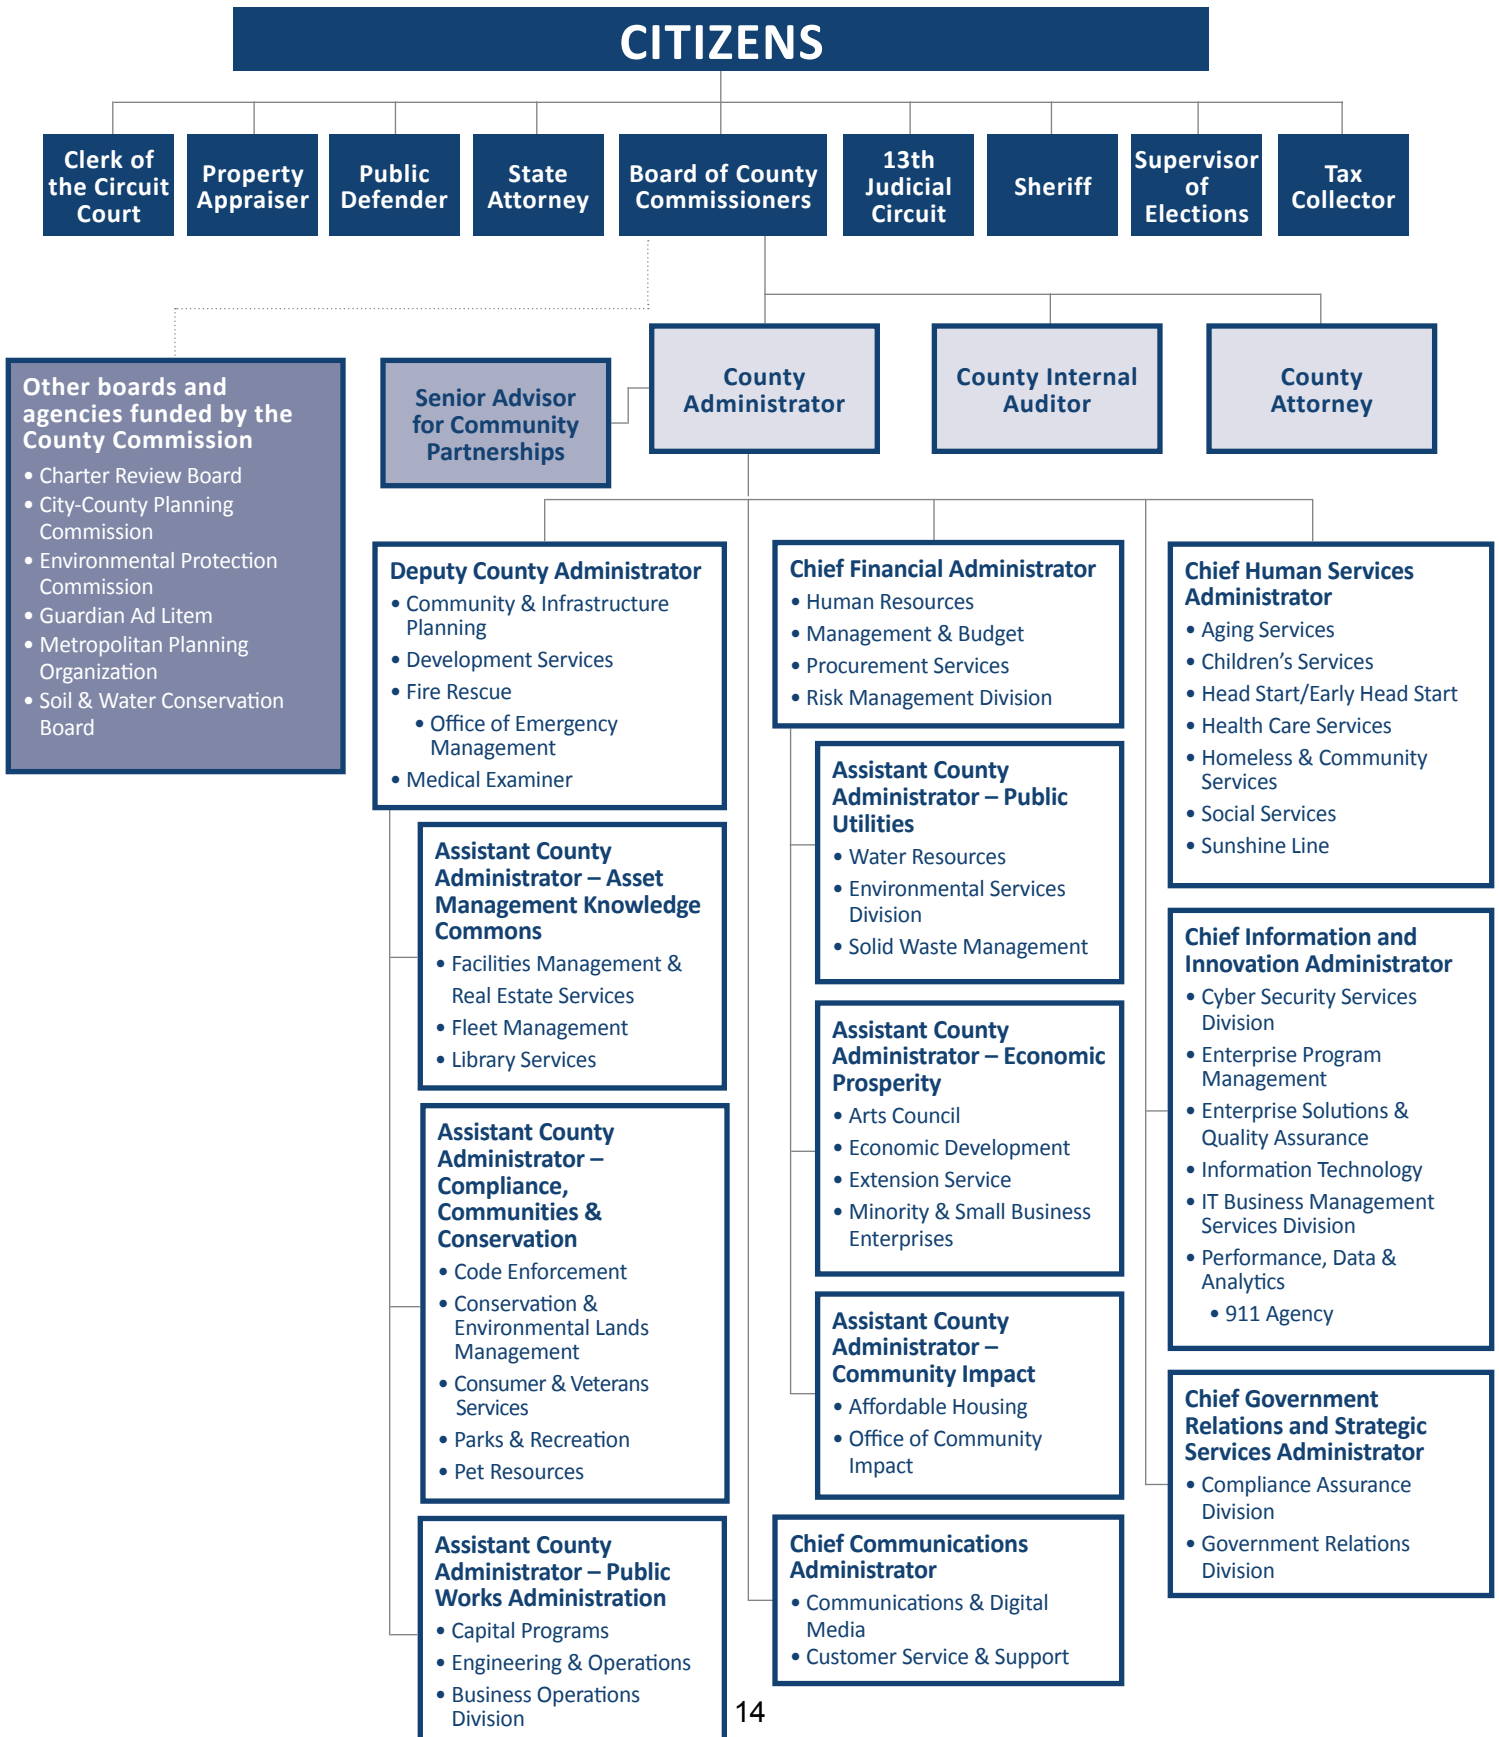 CITIZENS
Clerk of
the Circuit
Court
Property
Appraiser
Public
Defender
State
Attorney
Board of County
Commissioners
13th
Judicial
Circuit
Sheriff
Supervisor
of
Elections
Tax
Collector
Other boards and
agencies funded by the
County Commission
• Charter Review Board
• City-County Planning
Commission
• Environmental Protection
Commission
• Guardian Ad Litem
• Metropolitan Planning
Organization
• Soil & Water Conservation
Board
Senior Advisor
for Community
Partnerships
County
Administrator
County Internal
Auditor
County
Attorney
Deputy County Administrator
• Community & Infrastructure
Planning
• Development Services
• Fire Rescue
• Office of Emergency
Management
• Medical Examiner
Assistant County
Administrator – Asset
Management Knowledge
Commons
• Facilities Management &
Real Estate Services
• Fleet Management
• Library Services
Assistant County
Administrator –
Compliance,
Communities &
Conservation
• Code Enforcement
• Conservation &
Environmental Lands
Management
• Consumer & Veterans
Services
• Parks & Recreation
• Pet Resources
Assistant County
Administrator – Public
Works Administration
• Capital Programs
• Engineering & Operations
• Business Operations
Division
Chief Financial Administrator
• Human Resources
• Management & Budget
• Procurement Services
• Risk Management Division
Assistant County
Administrator – Public
Utilities
• Water Resources
• Environmental Services
Division
• Solid Waste Management
Assistant County
Administrator – Economic
Prosperity
• Arts Council
• Economic Development
• Extension Service
• Minority & Small Business
Enterprises
Assistant County
Administrator –
Community Impact
• Affordable Housing
• Office of Community
Impact
Chief Communications
Administrator
• Communications & Digital
Media
• Customer Service & Support
Chief Human Services
Administrator
• Aging Services
• Children’s Services
• Head Start/Early Head Start
• Health Care Services
• Homeless & Community
Services
• Social Services
• Sunshine Line
Chief Information and
Innovation Administrator
• Cyber Security Services
Division
• Enterprise Program
Management
• Enterprise Solutions &
Quality Assurance
• Information Technology
• IT Business Management
Services Division
• Performance, Data &
Analytics
• 911 Agency
Chief Government
Relations and Strategic
Services Administrator
• Compliance Assurance
Division
• Government Relations
Division
14